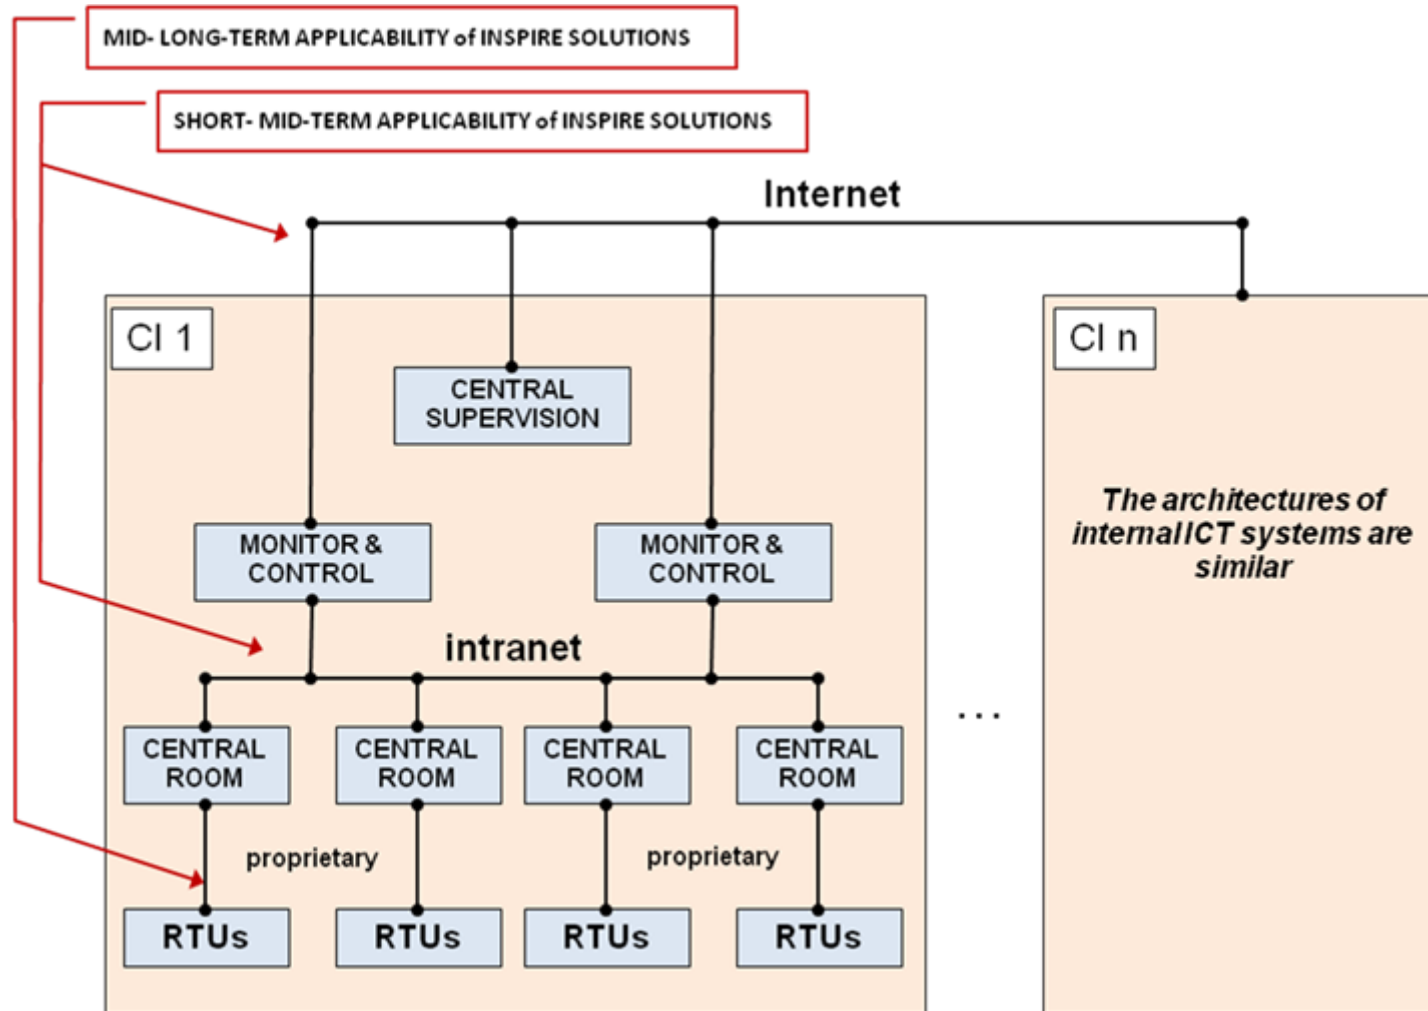 MID- LONG-TERM APPLICABILITY of INSPIRE SOLUTIONS
SHORT- MID-TERM APPLICABILITY of INSPIRE SOLUTIONS
Internet
CI 1
CI n
CENTRAL
SUPERVISION
The architectures of
internal ICT systems are
similar
MONITOR &
CONTROL
MONITOR &
CONTROL
intranet
CENTRAL
ROOM
CENTRAL
ROOM
CENTRAL
ROOM
CENTRAL
ROOM
...
proprietary
proprietary
RTUs
RTUs
RTUs
RTUs